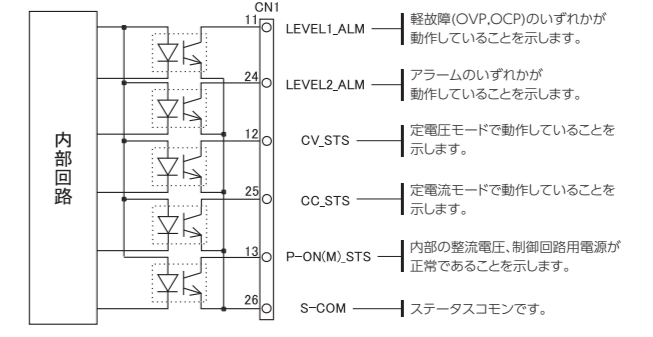 CN1
内部回路
11 LEVEL1_ALM 軽故障(OVP,OCP)のいずれかが
動作していることを示します。
24 LEVEL2_ALM アラームのいずれかが
動作していることを示します。
12 CV_STS 定電圧モードで動作していることを
示します。
25 CC_STS 定電流モードで動作していることを
示します。
13 P-ON(M)_STS 内部の整流電圧、制御回路用電源が
正常であることを示します。
26 S-COM ステータスコモンです。